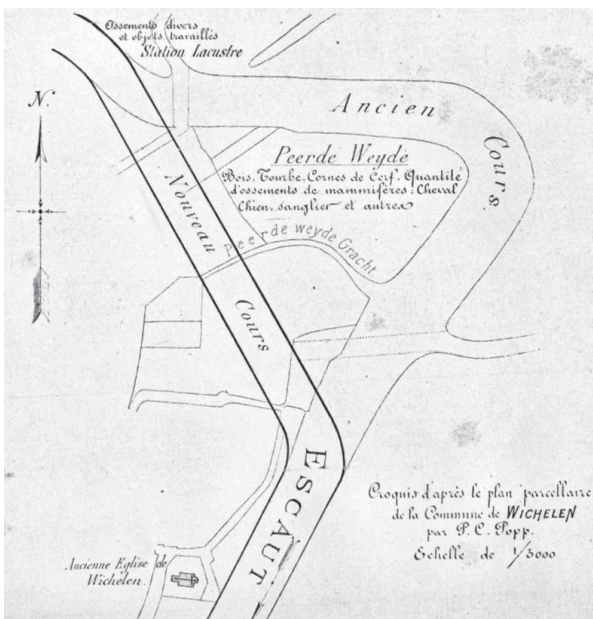 Ossements divers
et objets travaillés
Station Lacustre
N.
Ancien
Cours
Peerde Weyde
Bois, Tourbe, Cornes de Cerf, Quantité
d'ossements de mammifères: Cheval
Chien, sanglier et autres
Nouveau
Cours
Peerde weyde Gracht
ESCAUT
Croquis d'après le plan parcellaire
de la Commune de WICHELEN
par P. C. Popp.
Echelle de 1/5000
Ancienne Eglise de
Wichelen.